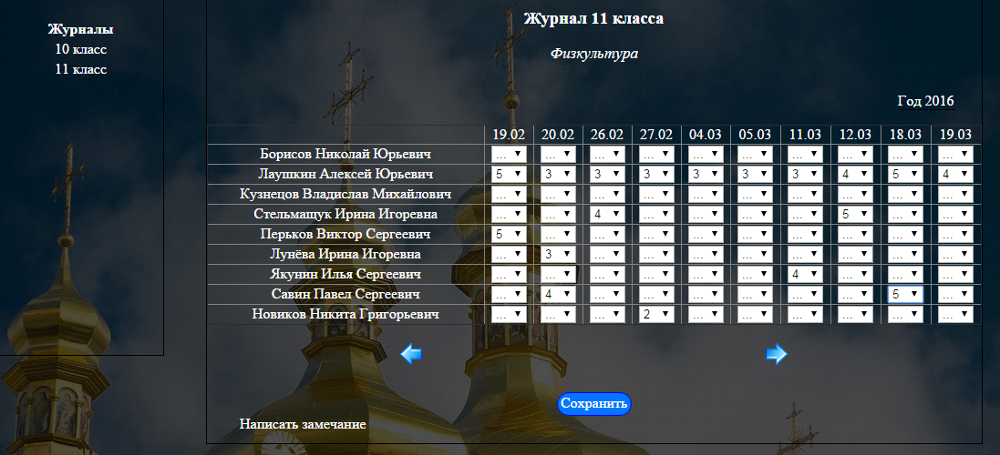 Журналы
10 класс
11 класс
Журнал 11 класса
Физкультура
Год 2016
19.02 20.02 26.02 27.02 04.03 05.03 11.03 12.03 18.03 19.03
Борисов Николай Юрьевич ... ... ... ... ... ... ... ... ... ...
Лаушкин Алексей Юрьевич 5 3 3 3 3 3 3 4 5 4
Кузнецов Владислав Михайлович ... ... ... ... ... ... ... ... ... ...
Стельмащук Ирина Игоревна ... ... 4 ... ... ... ... 5 ... ...
Перьков Виктор Сергеевич 5 ... ... ... ... ... ... ... ... ...
Лунёва Ирина Игоревна ... 3 ... ... ... ... ... ... ... ...
Якунин Илья Сергеевич ... ... ... ... ... ... 4 ... ... ...
Савин Павел Сергеевич ... 4 ... ... ... ... ... ... 5 ...
Новиков Никита Григорьевич ... ... ... 2 ... ... ... ... ... ...
Сохранить
Написать замечание